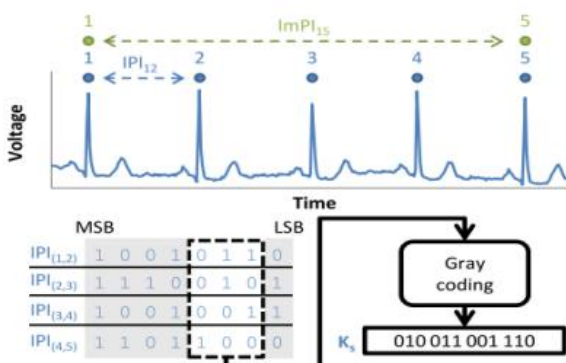 1 ImPI15 5
1 IPI12 2 3 4 5
Voltage
Time
MSB LSB
IPI(1,2) 1 0 0 1 0 1 1 0
IPI(2,3) 1 1 1 0 0 1 0 1
IPI(3,4) 1 0 0 1 0 0 1 1
IPI(4,5) 1 1 0 1 1 0 0 0
Gray
coding
Ks 010 011 001 110